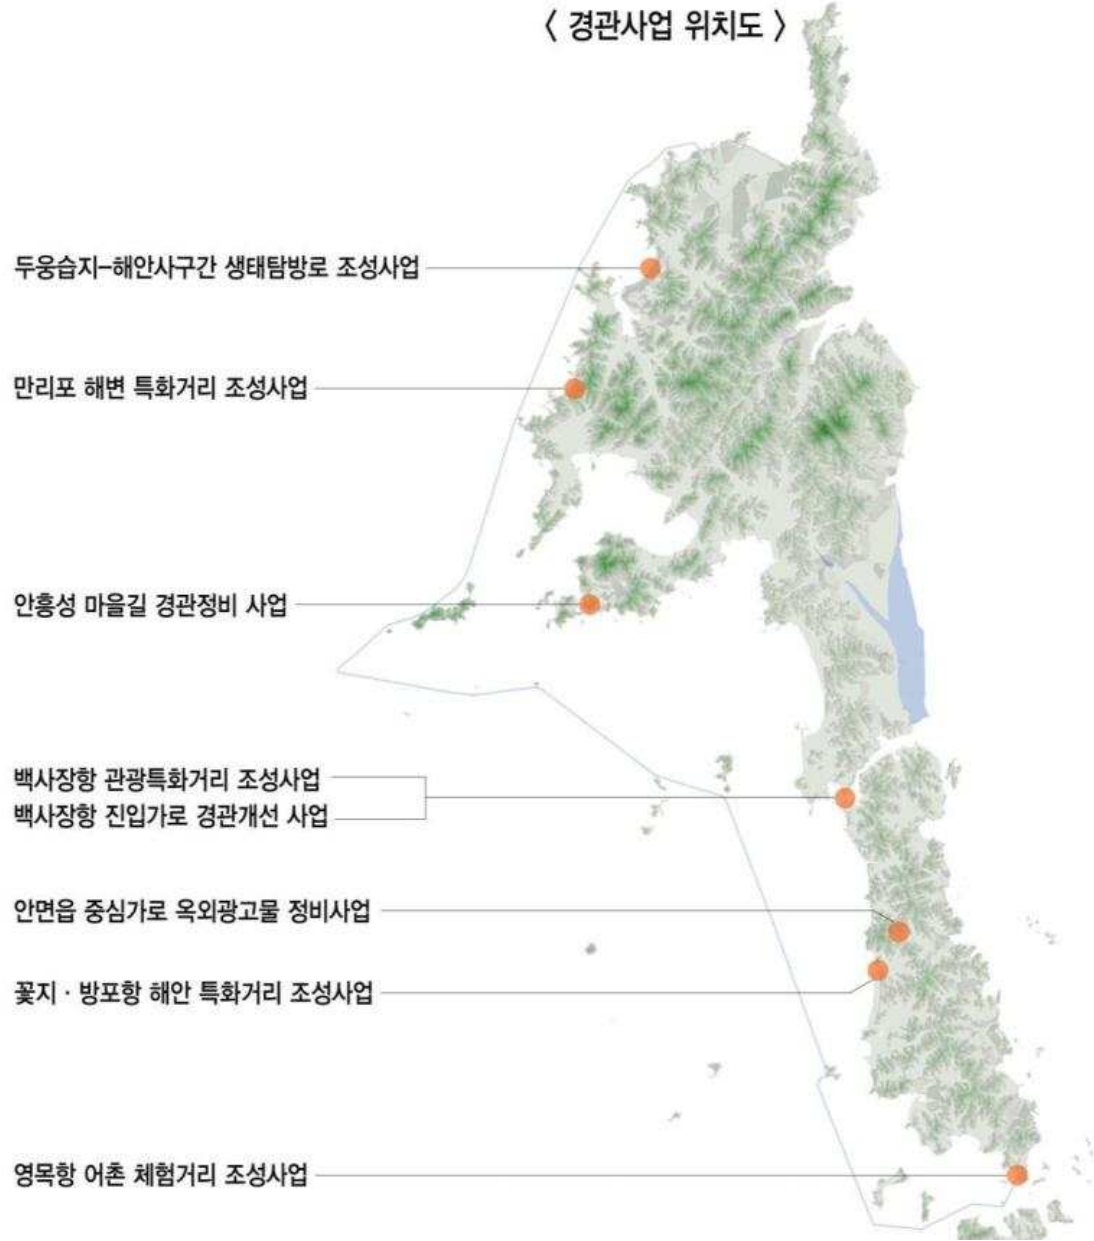 〈 경관사업 위치도 〉
두웅습지-해안사구간 생태탐방로 조성사업
만리포 해변 특화거리 조성사업
안흥성 마을길 경관정비 사업
백사장항 관광특화거리 조성사업
백사장항 진입가로 경관개선 사업
안면읍 중심가로 옥외광고물 정비사업
꽃지 · 방포항 해안 특화거리 조성사업
영목항 어촌 체험거리 조성사업